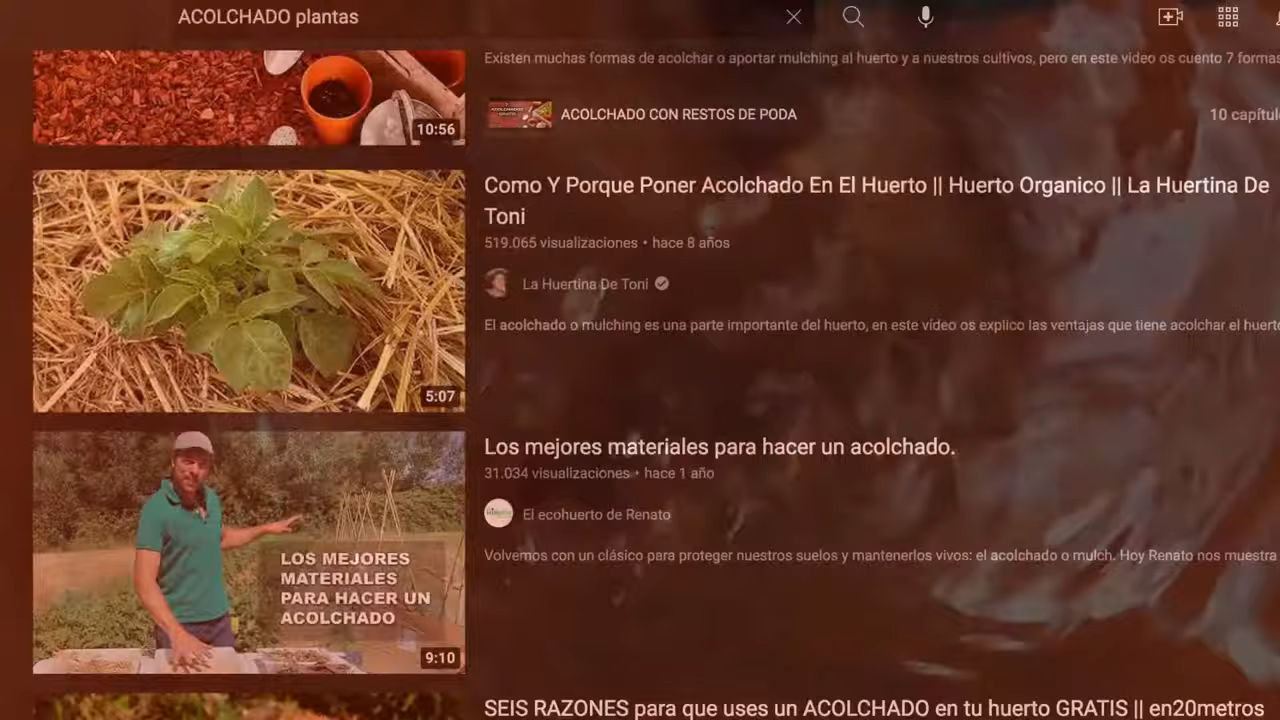 ACOLCHADO plantas
Existen muchas formas de acolchar o aportar mulching al huerto y a nuestros cultivos, pero en este video os cuento 7 formas
10:56
ACOLCHADO CON RESTOS DE PODA
10 capítul
Como Y Porque Poner Acolchado En El Huerto || Huerto Organico || La Huertina De
Toni
519.065 visualizaciones • hace 8 años
La Huertina De Toni
El acolchado o mulching es una parte importante del huerto, en este vídeo os explico las ventajas que tiene acolchar el huerto
5:07
Los mejores materiales para hacer un acolchado.
31.034 visualizaciones • hace 1 año
El ecohuerto de Renato
Volvemos con un clásico para proteger nuestros suelos y mantenerlos vivos: el acolchado o mulch. Hoy Renato nos muestra
LOS MEJORES
MATERIALES
PARA HACER UN
ACOLCHADO
9:10
SEIS RAZONES para que uses un ACOLCHADO en tu huerto GRATIS || en20metros